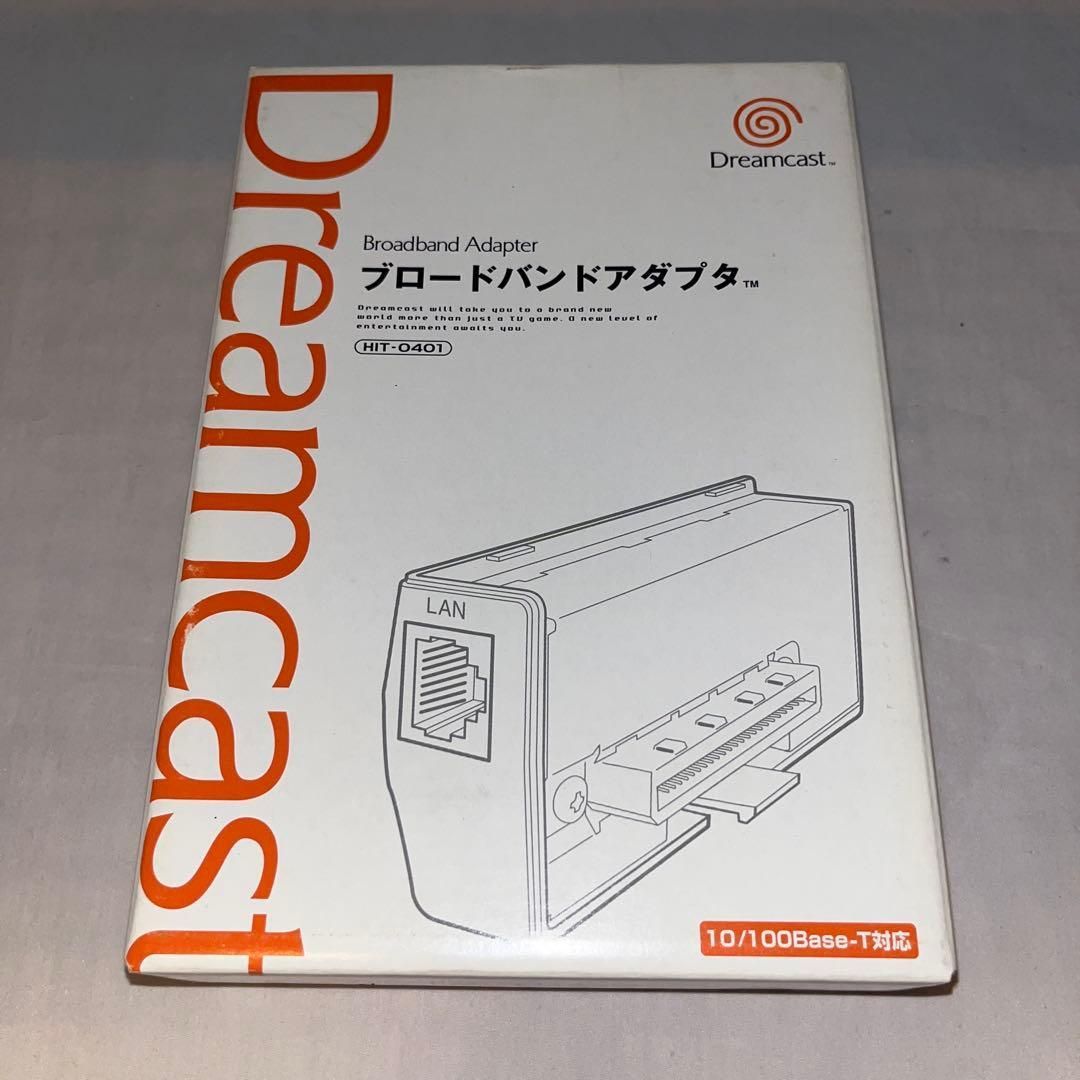 Dreamcast
Dreamcast™
Broadband Adapter
ブロードバンドアダプタ™
Dreamcast will take you to a brand new
world more than just a TV game. A new level of
entertainment awaits you.
HIT-0401
LAN
10/100Base-T対応